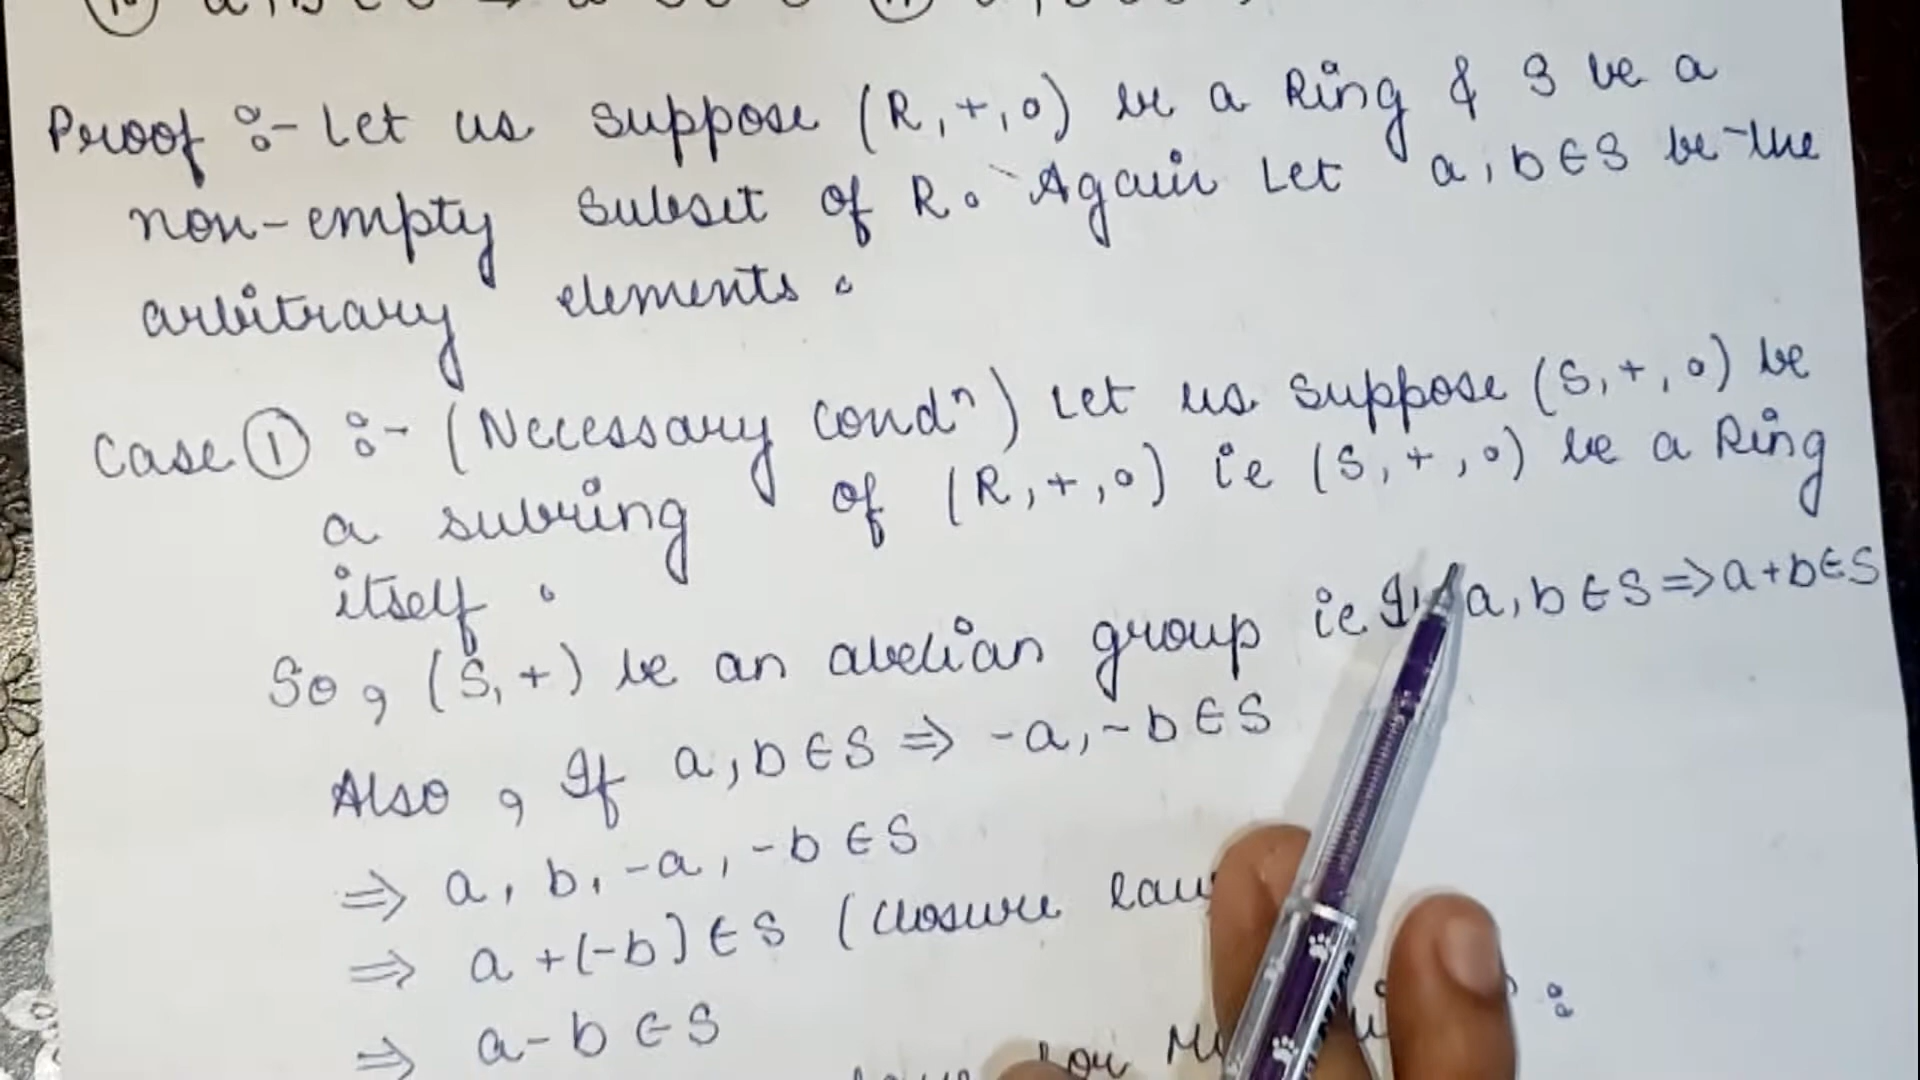 Proof :- Let us suppose (R, +, o) be a Ring & S be a
non-empty subset of R. Again Let a, b ∈ S be the
arbitrary elements.
Case ① :- (Necessary condⁿ) Let us suppose (S, +, o) be
a subring of (R, +, o) ie (S, +, o) be a Ring
itself.
So, (S, +) be an abelian group ie If a, b ∈ S ⇒ a+b ∈ S
Also, If a, b ∈ S ⇒ -a, -b ∈ S
⇒ a, b, -a, -b ∈ S
⇒ a + (-b) ∈ S (Closure law
⇒ a - b ∈ S